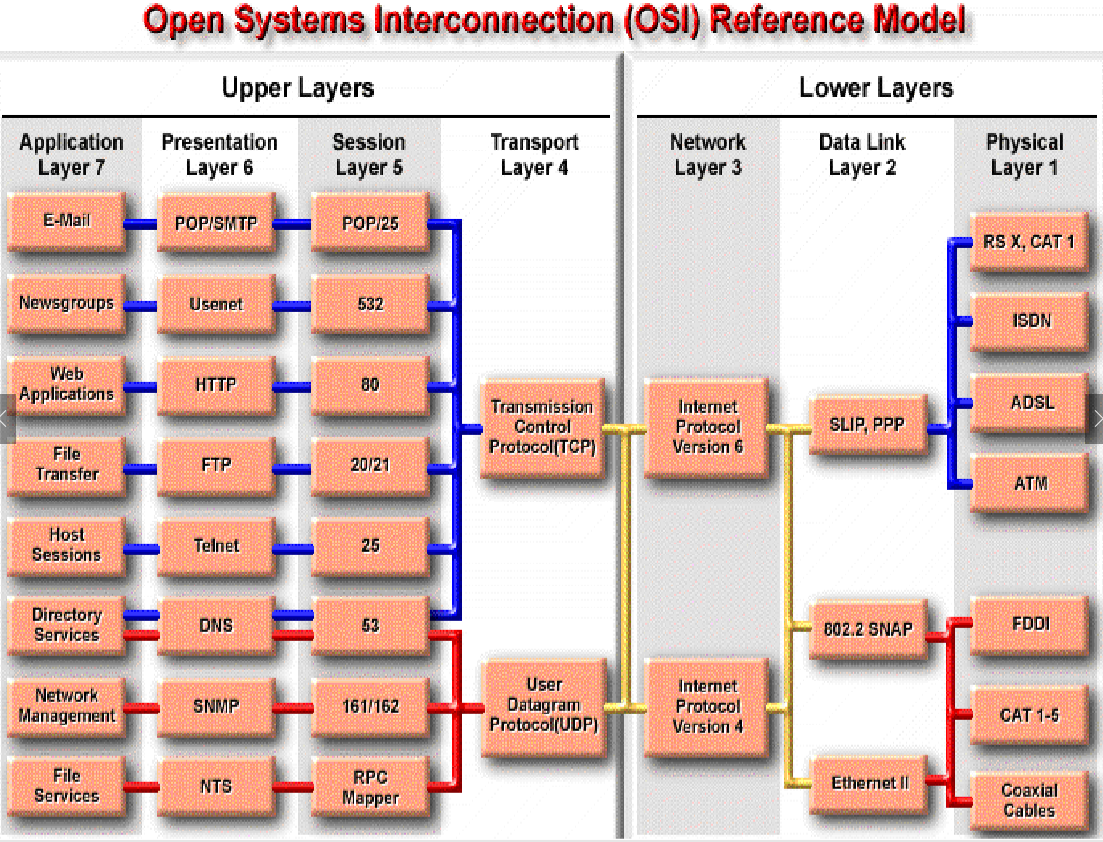 Open Systems Interconnection (OSI) Reference Model
Upper Layers
Lower Layers
Application
Layer 7
Presentation
Layer 6
Session
Layer 5
Transport
Layer 4
Network
Layer 3
Data Link
Layer 2
Physical
Layer 1
E-Mail
POP/SMTP
POP/25
Newsgroups
Usenet
532
Web
Applications
HTTP
80
File
Transfer
FTP
20/21
Host
Sessions
Telnet
25
Directory
Services
DNS
53
Network
Management
SNMP
161/162
File
Services
NTS
RPC
Mapper
Transmission
Control
Protocol(TCP)
User
Datagram
Protocol(UDP)
Internet
Protocol
Version 6
Internet
Protocol
Version 4
SLIP, PPP
802.2 SNAP
Ethernet II
RS X, CAT 1
ISDN
ADSL
ATM
FDDI
CAT 1-5
Coaxial
Cables